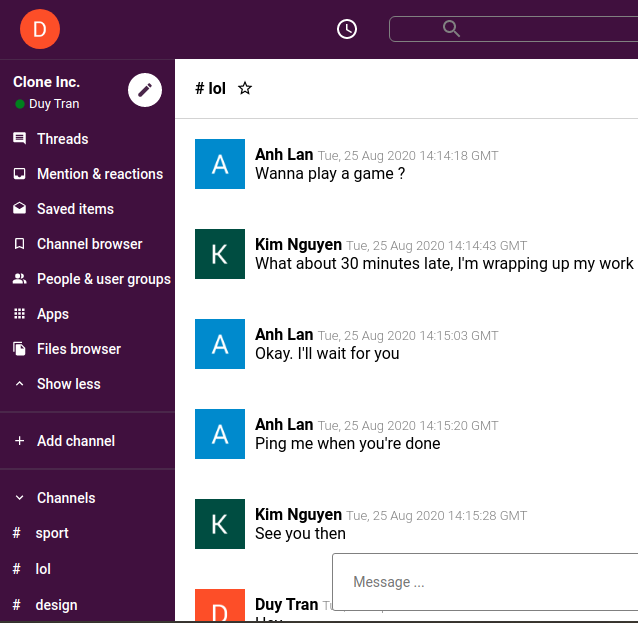 D
Clone Inc.
Duy Tran
Threads
Mention & reactions
Saved items
Channel browser
People & user groups
Apps
Files browser
Show less
+ Add channel
Channels
# sport
# lol
# design
# lol
A
Anh Lan Tue, 25 Aug 2020 14:14:18 GMT
Wanna play a game ?
K
Kim Nguyen Tue, 25 Aug 2020 14:14:43 GMT
What about 30 minutes late, I'm wrapping up my work
A
Anh Lan Tue, 25 Aug 2020 14:15:03 GMT
Okay. I'll wait for you
A
Anh Lan Tue, 25 Aug 2020 14:15:20 GMT
Ping me when you're done
K
Kim Nguyen Tue, 25 Aug 2020 14:15:28 GMT
See you then
D
Duy Tran
Message ...